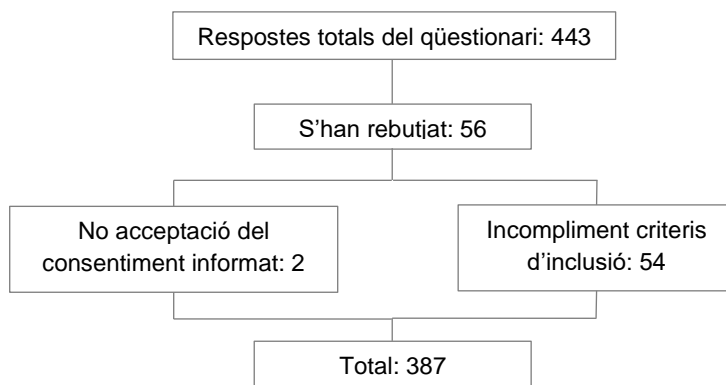 Respostes totals del qüestionari: 443
S’han rebutjat: 56
No acceptació del
consentiment informat: 2
Incompliment criteris
d’inclusió: 54
Total: 387